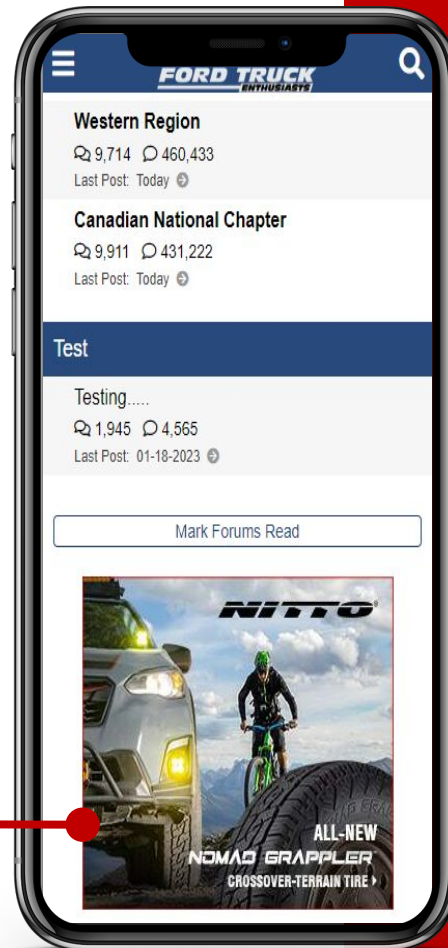 FORD TRUCK
ENTHUSIASTS
Western Region
9,714 460,433
Last Post: Today
Canadian National Chapter
9,911 431,222
Last Post: Today
Test
Testing.....
1,945 4,565
Last Post: 01-18-2023
Mark Forums Read
NITTO®
ALL-NEW
NOMAD GRAPPLER
CROSSOVER-TERRAIN TIRE